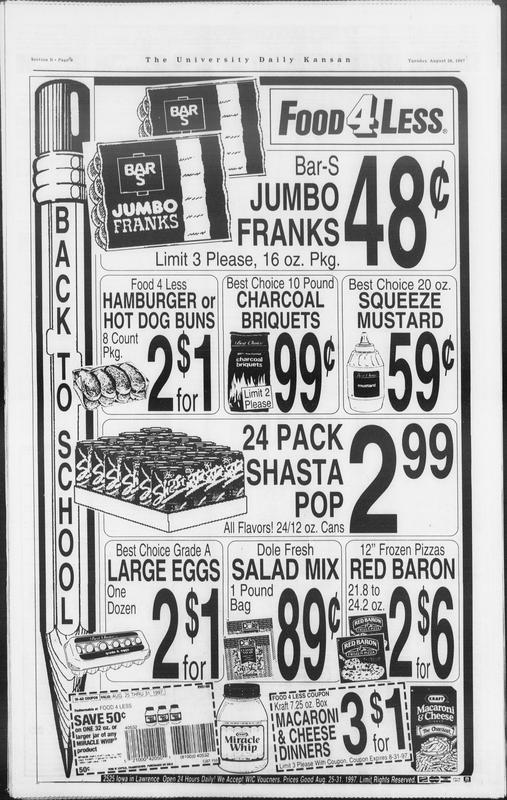 Section B • Page
The University Daily Kansan
Tuesday, August 26, 1997
BACK TO SCHOOL
BAR
S
BAR
S
JUMBO
FRANKS
FOOD 4 LESS®
Bar-S
JUMBO
FRANKS
48¢
Limit 3 Please, 16 oz. Pkg.
Food 4 Less
HAMBURGER or
HOT DOG BUNS
8 Count
Pkg.
2 for $1
Best Choice 10 Pound
CHARCOAL
BRIQUETS
Best Choice
charcoal
briquets
Limit 2
Please
99¢
Best Choice 20 oz.
SQUEEZE
MUSTARD
mustard
59¢
24 PACK
SHASTA
POP
2 99
All Flavors! 24/12 oz. Cans
Best Choice Grade A
LARGE EGGS
One
Dozen
2 for $1
Dole Fresh
SALAD MIX
1 Pound
Bag
89¢
12" Frozen Pizzas
RED BARON
21.8 to
24.2 oz.
RED BARON
RED BARON
2 for $6
AUG. 25 THRU 31, 1997
FOOD 4 LESS
SAVE 50¢
on ONE 32 oz. or
larger jar of any
MIRACLE WHIP
product
50¢
Miracle
Whip
FOOD 4 LESS COUPON
Kraft 7.25 oz. Box
MACARONI
& CHEESE
DINNERS
3 for $1
Limit 3 Please With Coupon, Coupon Expires 8-31-97
KRAFT
Macaroni
& Cheese
2525 Iowa in Lawrence. Open 24 Hours Daily! We Accept WIC Vouchers. Prices Good Aug. 25-31, 1997. Limit Rights Reserved.